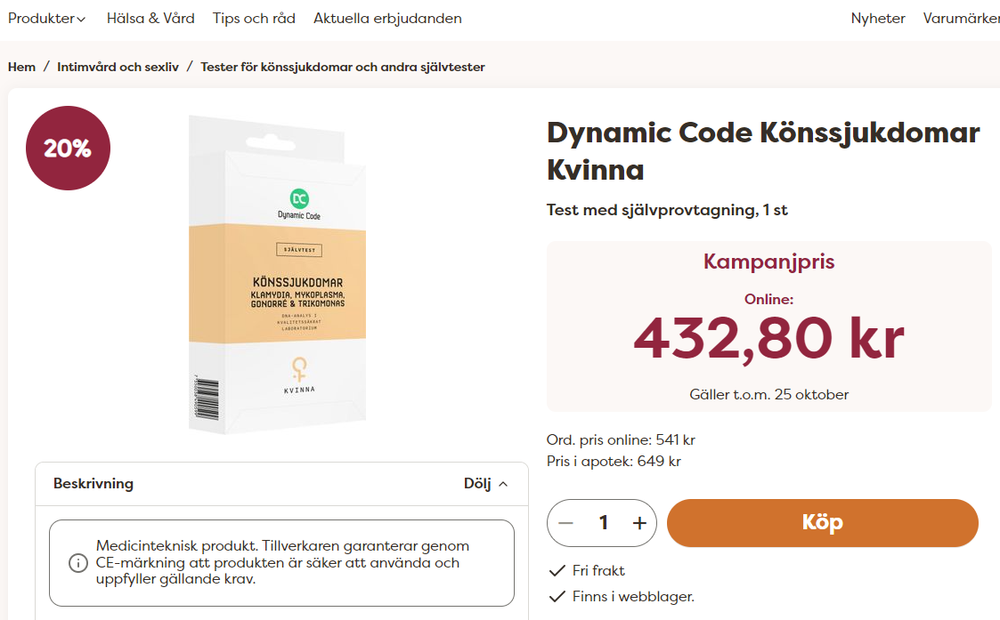 Produkter
Hälsa & Vård
Tips och råd
Aktuella erbjudanden
Nyheter
Varumärken
Hem / Intimvård och sexliv / Tester för könssjukdomar och andra självtester
20%
DC
Dynamic Code
SJÄLVTEST
KÖNSSJUKDOMAR
KLAMYDIA, MYKOPLASMA,
GONORRÉ & TRIKOMONAS
DNA-ANALYS I
KVALITETSSÄKRAT
LABORATORIUM
KVINNA
Dynamic Code Könssjukdomar
Kvinna
Test med självprovtagning, 1 st
Kampanjpris
Online:
432,80 kr
Gäller t.o.m. 25 oktober
Ord. pris online: 541 kr
Pris i apotek: 649 kr
1
Köp
Fri frakt
Finns i webblager.
Beskrivning
Dölj
Medicinteknisk produkt. Tillverkaren garanterar genom
CE-märkning att produkten är säker att använda och
uppfyller gällande krav.